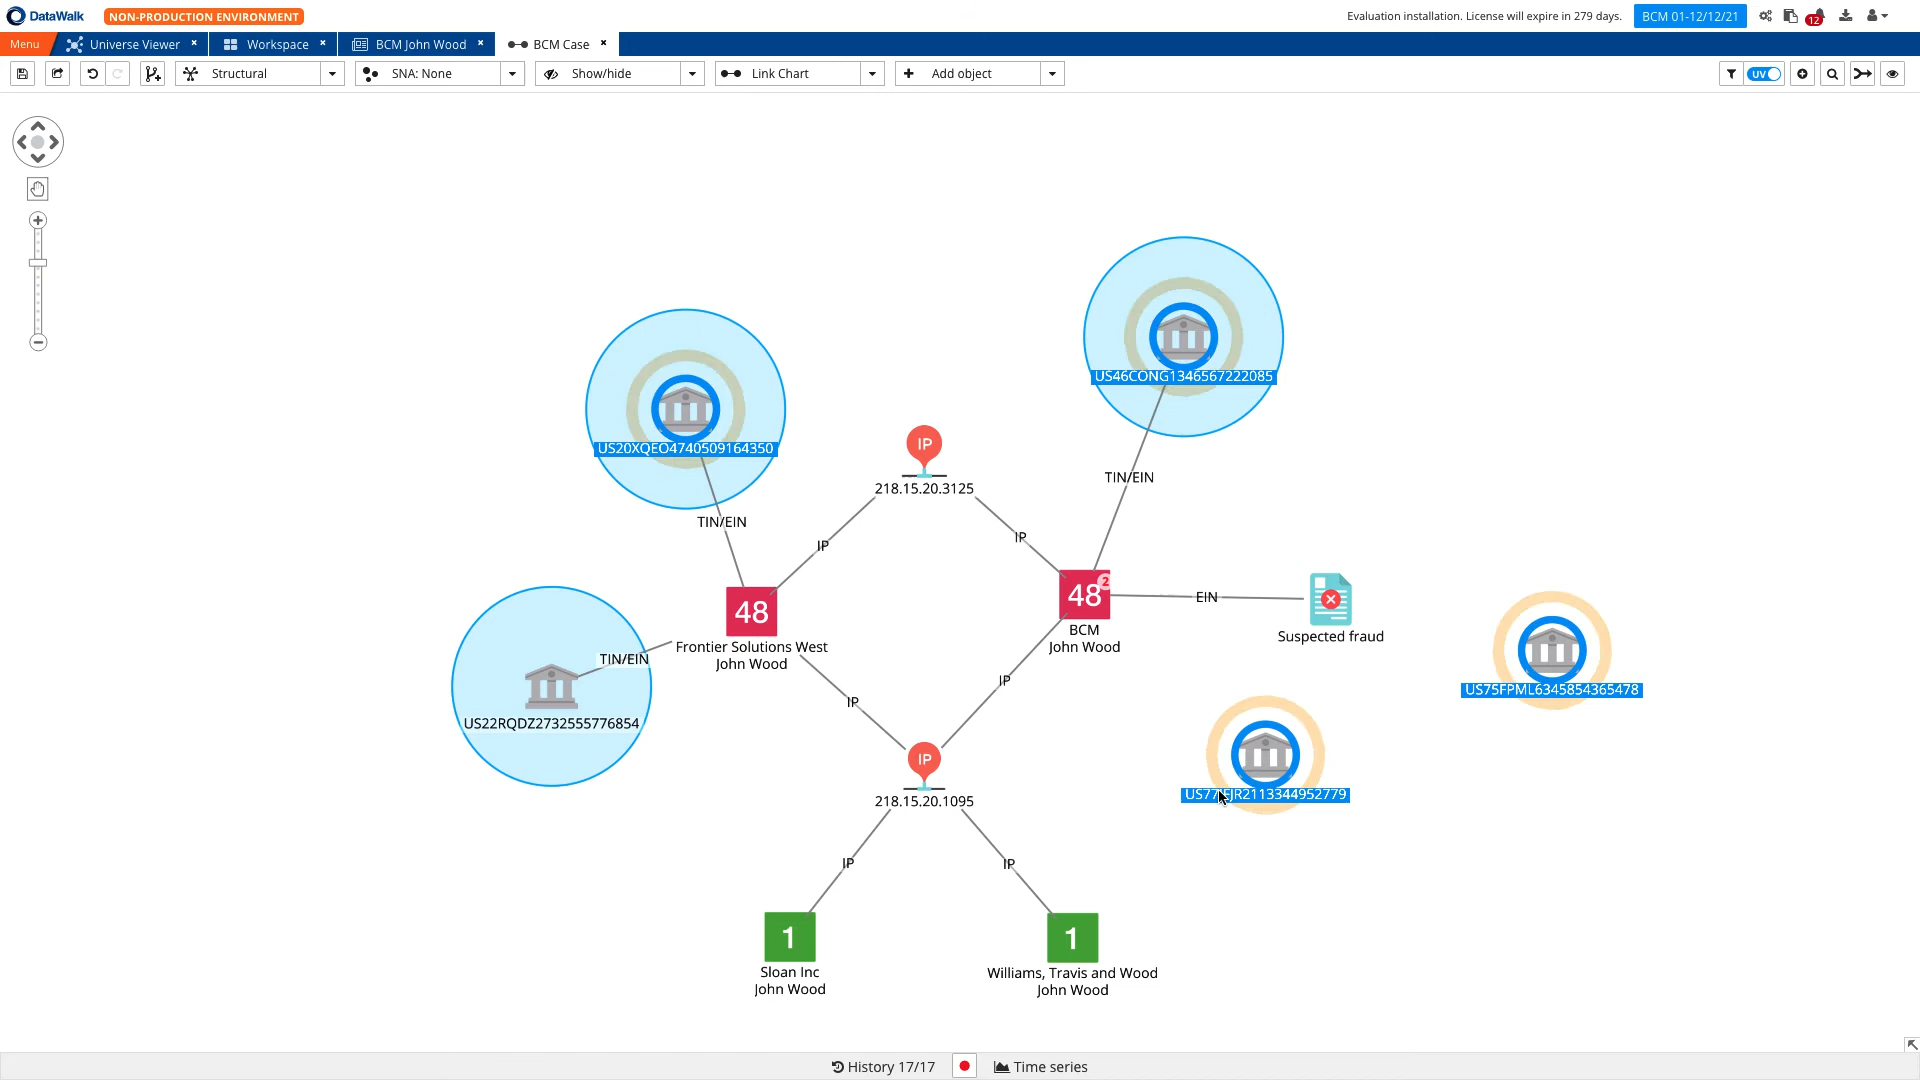 DataWalk
NON-PRODUCTION ENVIRONMENT
Evaluation installation. License will expire in 279 days.
BCM 01-12/12/21
12
Menu
Universe Viewer
Workspace
BCM John Wood
BCM Case
Structural
SNA: None
Show/hide
Link Chart
Add object
UV
US46CONG1346567222085
US20XQEO4740509164350
IP
218.15.20.3125
TIN/EIN
TIN/EIN
IP
IP
48
Frontier Solutions West
John Wood
48
2
BCM
John Wood
EIN
Suspected fraud
TIN/EIN
US22RQDZ2732555776854
US75FPML6345854365478
IP
IP
IP
218.15.20.1095
IP
IP
1
Sloan Inc
John Wood
1
Williams, Travis and Wood
John Wood
History 17/17
Time series